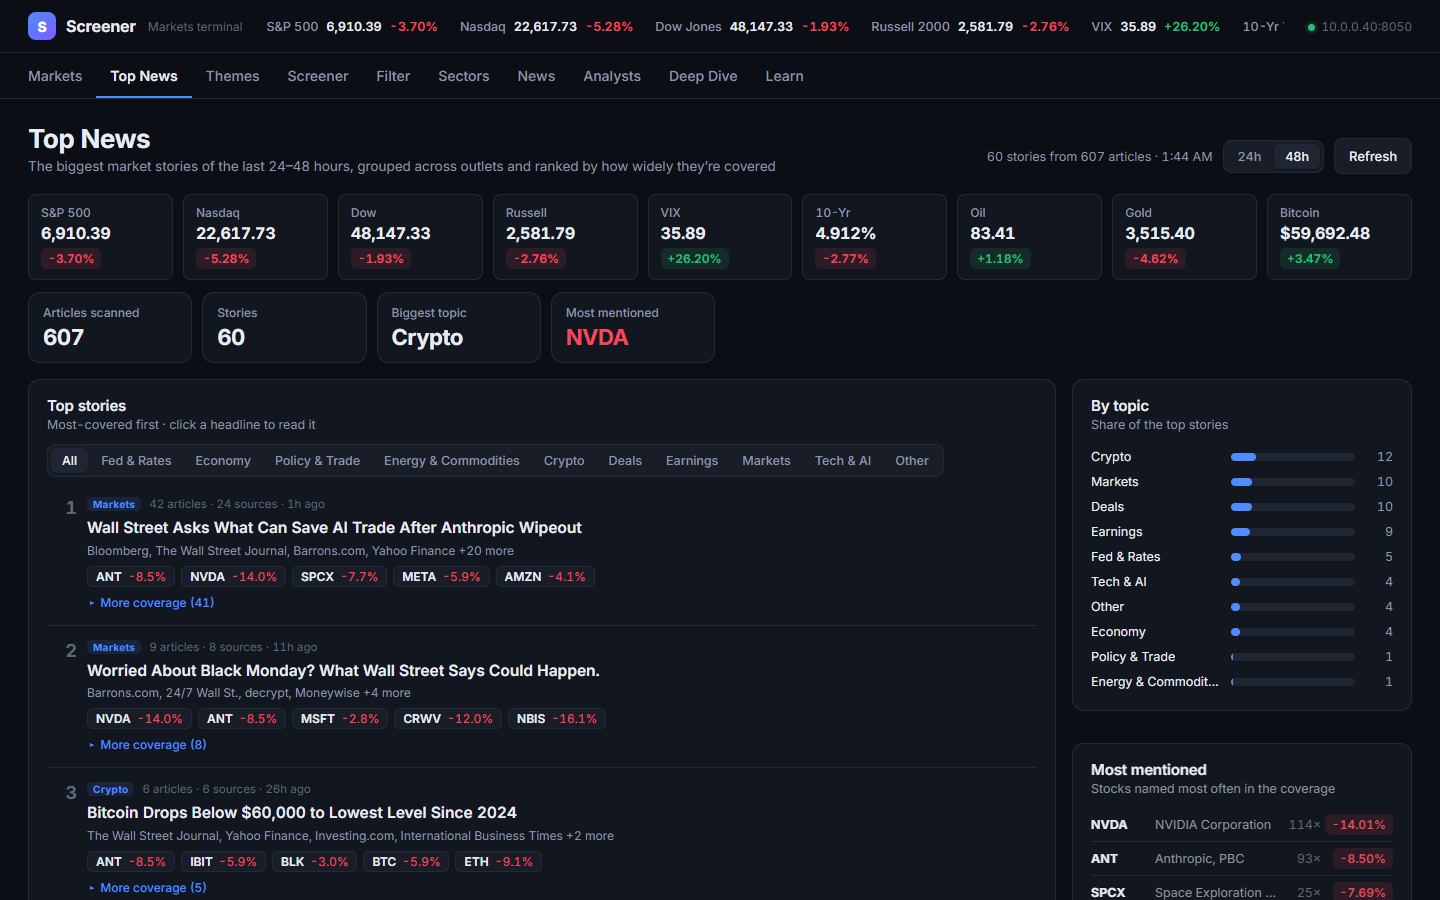 S Screener Markets terminal S&P 500 6,910.39 -3.70% Nasdaq 22,617.73 -5.28% Dow Jones 48,147.33 -1.93% Russell 2000 2,581.79 -2.76% VIX 35.89 +26.20% 10-Yr 10.0.0.40:8050
Markets Top News Themes Screener Filter Sectors News Analysts Deep Dive Learn
Top News
The biggest market stories of the last 24–48 hours, grouped across outlets and ranked by how widely they're covered
60 stories from 607 articles · 1:44 AM 24h 48h Refresh
S&P 500 Nasdaq Dow Russell VIX 10-Yr Oil Gold Bitcoin
6,910.39 22,617.73 48,147.33 2,581.79 35.89 4.912% 83.41 3,515.40 $59,692.48
-3.70% -5.28% -1.93% -2.76% +26.20% -2.77% +1.18% -4.62% +3.47%
Articles scanned Stories Biggest topic Most mentioned
607 60 Crypto NVDA
Top stories
Most-covered first · click a headline to read it
All Fed & Rates Economy Policy & Trade Energy & Commodities Crypto Deals Earnings Markets Tech & AI Other
1 Markets 42 articles · 24 sources · 1h ago
Wall Street Asks What Can Save AI Trade After Anthropic Wipeout
Bloomberg, The Wall Street Journal, Barrons.com, Yahoo Finance +20 more
ANT -8.5% NVDA -14.0% SPCX -7.7% META -5.9% AMZN -4.1%
More coverage (41)
2 Markets 9 articles · 8 sources · 11h ago
Worried About Black Monday? What Wall Street Says Could Happen.
Barrons.com, 24/7 Wall St., decrypt, Moneywise +4 more
NVDA -14.0% ANT -8.5% MSFT -2.8% CRWV -12.0% NBIS -16.1%
More coverage (8)
3 Crypto 6 articles · 6 sources · 26h ago
Bitcoin Drops Below $60,000 to Lowest Level Since 2024
The Wall Street Journal, Yahoo Finance, Investing.com, International Business Times +2 more
ANT -8.5% IBIT -5.9% BLK -3.0% BTC -5.9% ETH -9.1%
More coverage (5)
By topic
Share of the top stories
Crypto 12
Markets 10
Deals 10
Earnings 9
Fed & Rates 5
Tech & AI 4
Other 4
Economy 4
Policy & Trade 1
Energy & Commodit... 1
Most mentioned
Stocks named most often in the coverage
NVDA NVIDIA Corporation 114× -14.01%
ANT Anthropic, PBC 93× -8.50%
SPCX Space Exploration ... 25× -7.69%